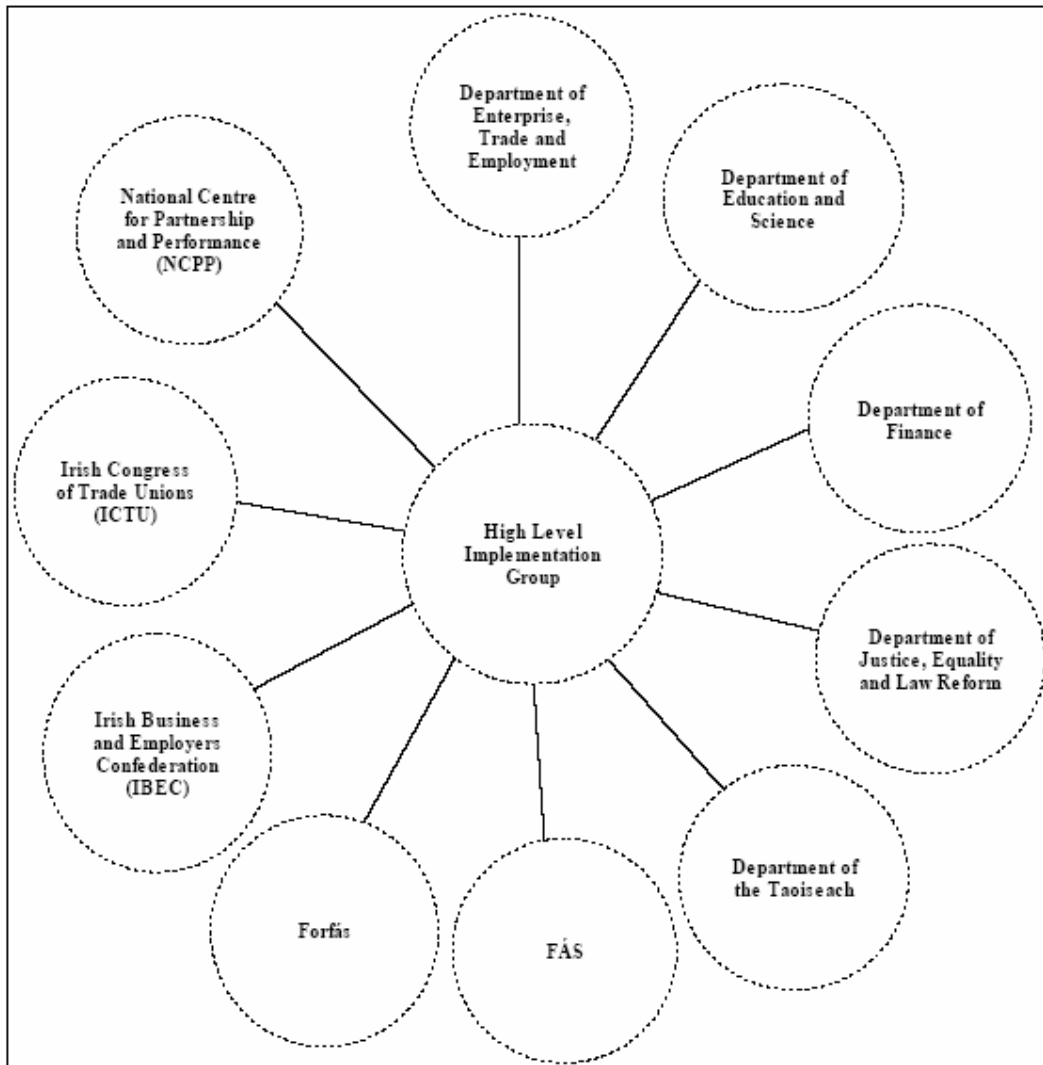 Department of
Enterprise,
Trade and
Employment
Department of
Education and
Science
Department of
Finance
Department of
Justice, Equality
and Law Reform
Department of
the Taoiseach
FÁS
Forfás
Irish Business
and Employers
Confederation
(IBEC)
Irish Congress
of Trade Unions
(ICTU)
National Centre
for Partnership
and Performance
(NCPP)
High Level
Implementation
Group